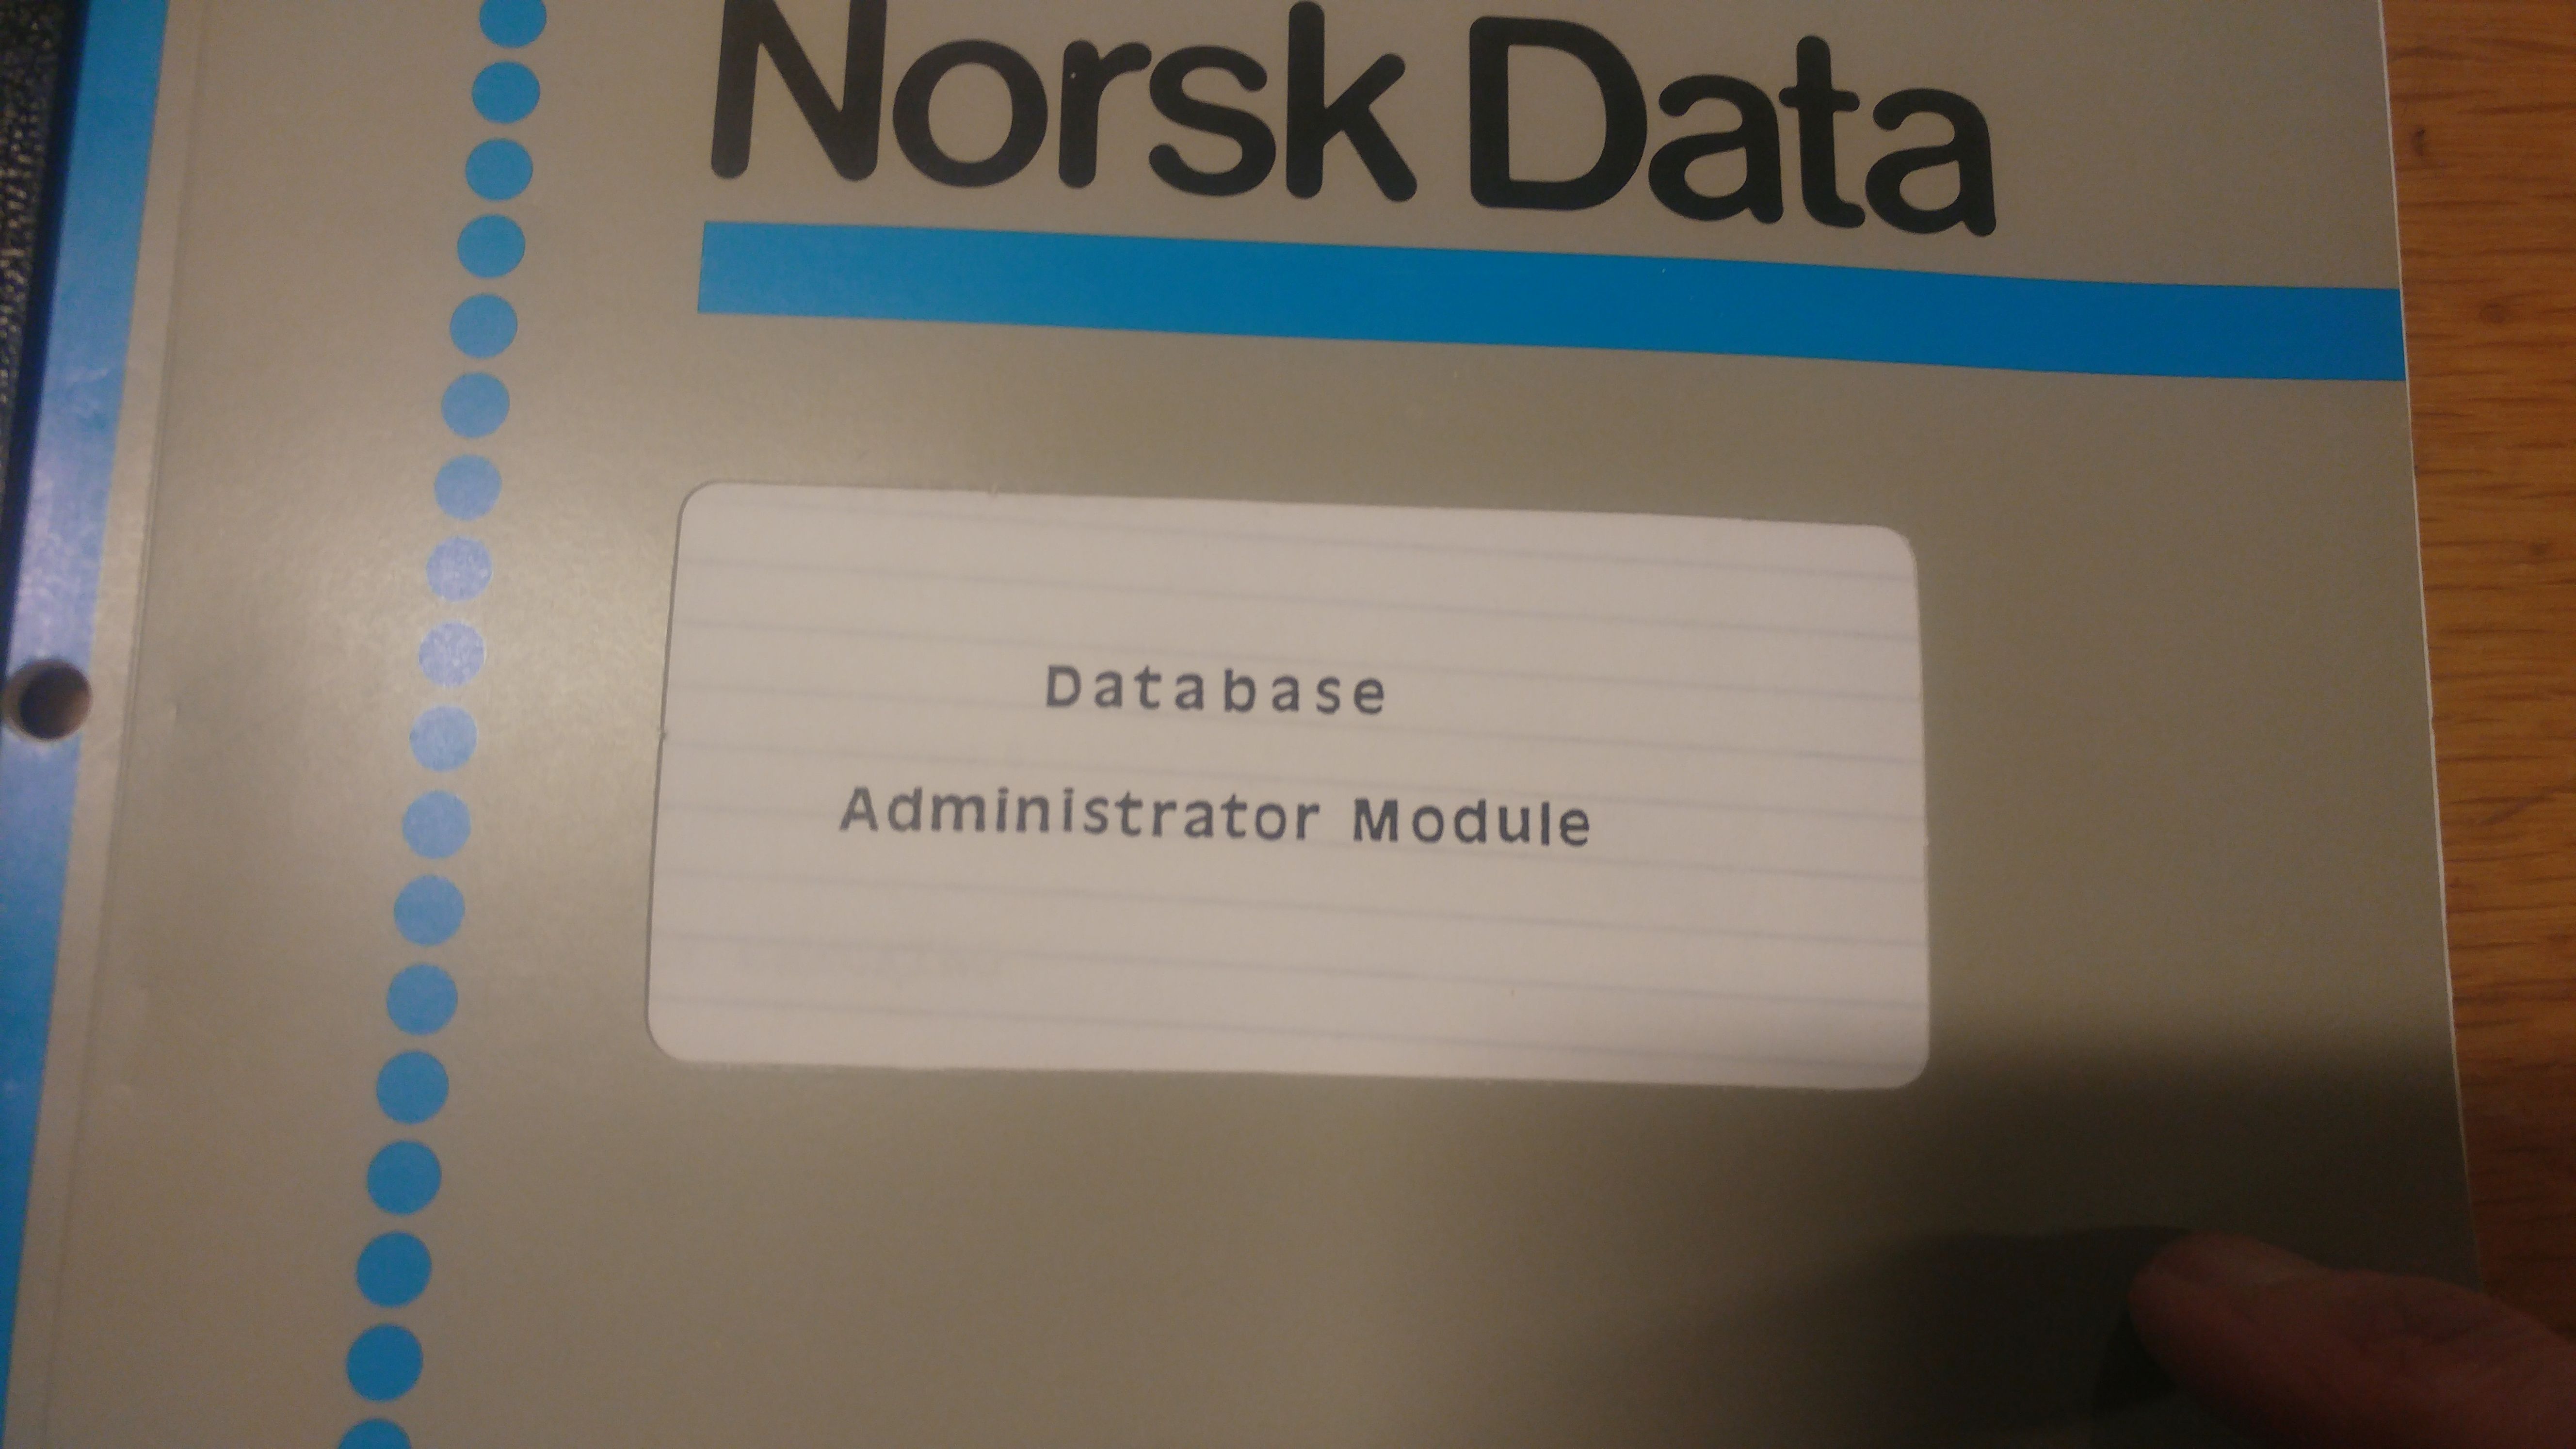 Norsk Data
Database
Administrator Module